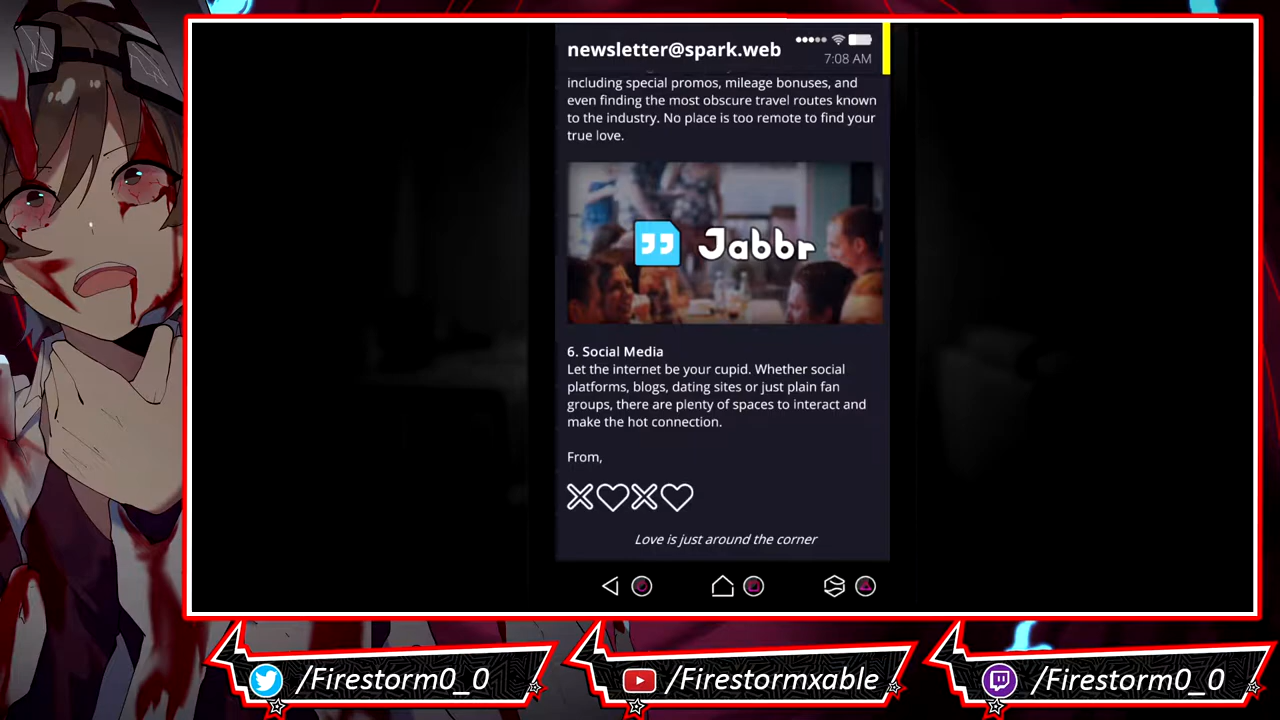 newsletter@spark.web
7:08 AM
including special promos, mileage bonuses, and
even finding the most obscure travel routes known
to the industry. No place is too remote to find your
true love.
Jabbr
6. Social Media
Let the internet be your cupid. Whether social
platforms, blogs, dating sites or just plain fan
groups, there are plenty of spaces to interact and
make the hot connection.
From,
Love is just around the corner
/Firestorm0_0
/Firestormxable
/Firestorm0_0